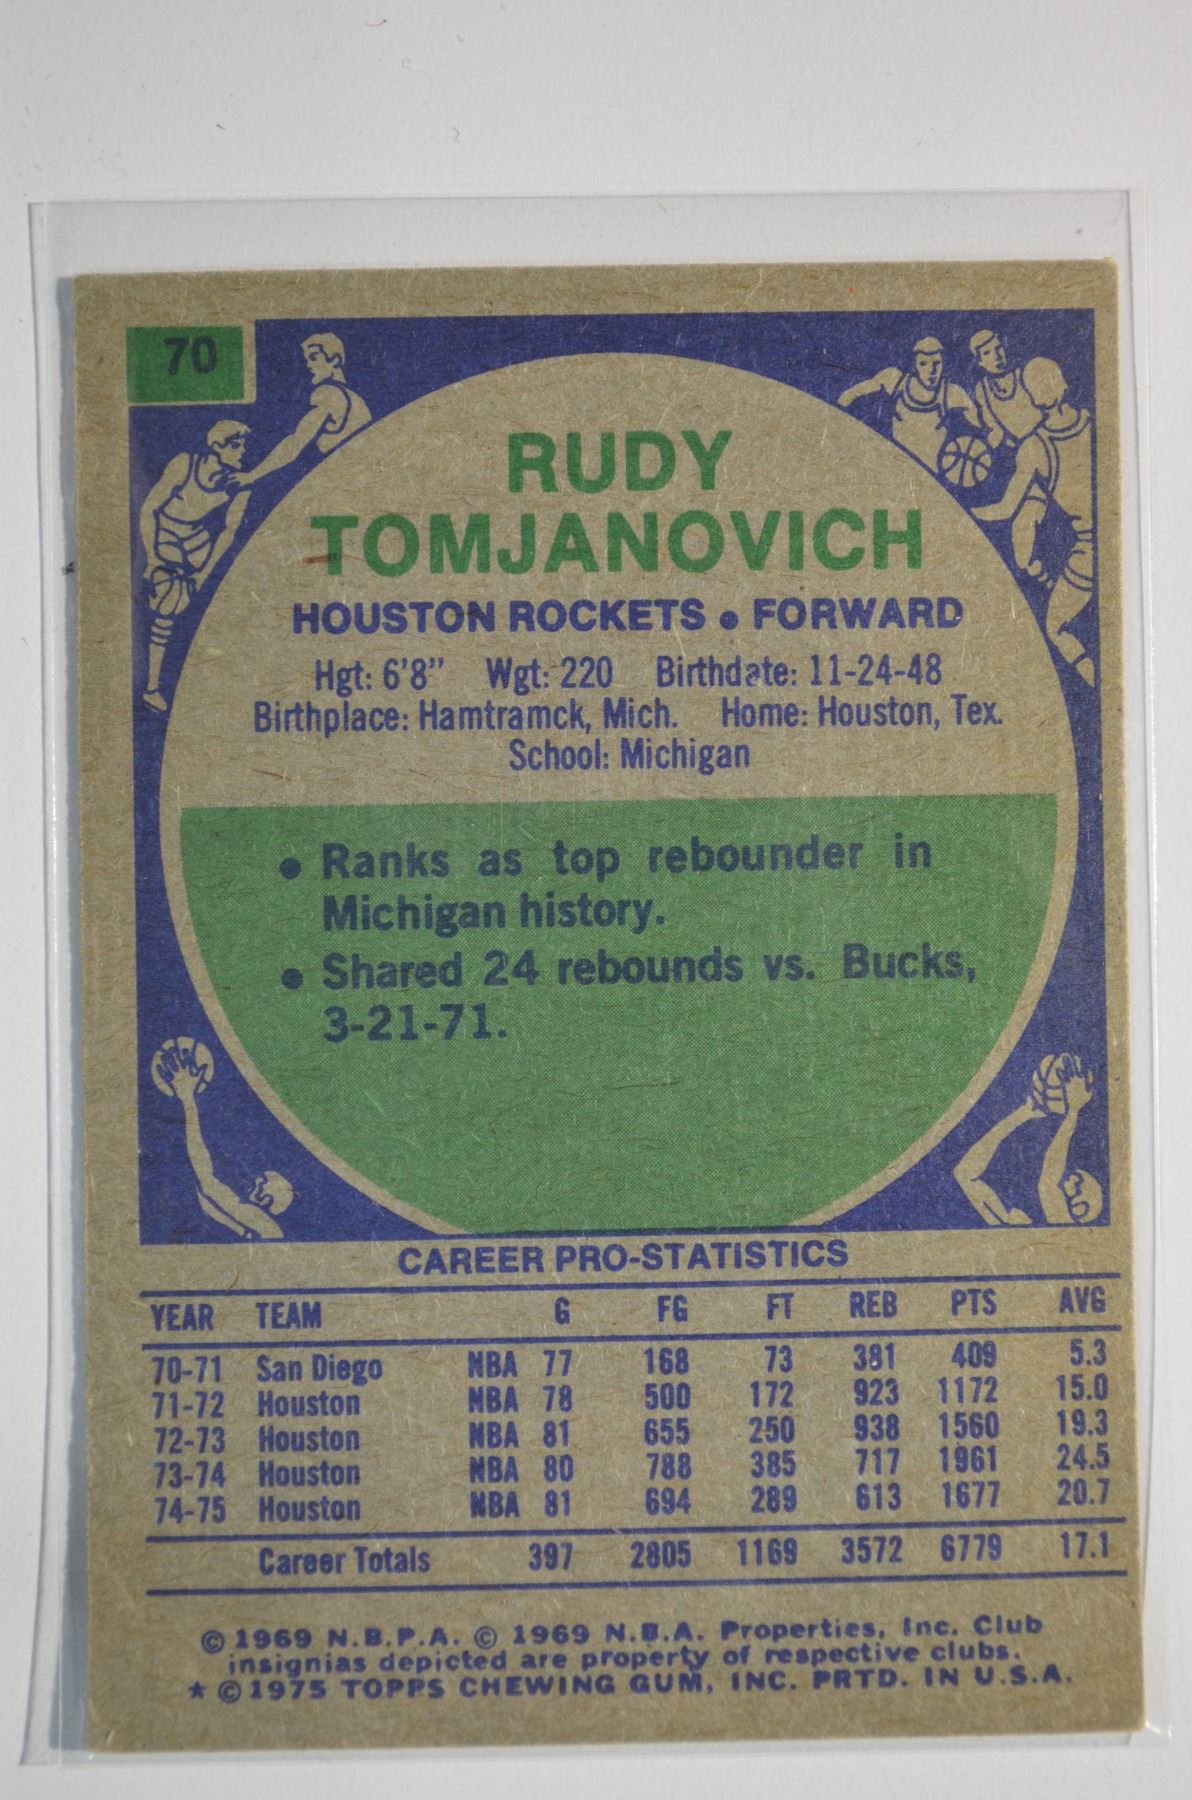 70
RUDY
TOMJANOVICH
HOUSTON ROCKETS • FORWARD
Hgt: 6'8" Wgt: 220 Birthdate: 11-24-48
Birthplace: Hamtramck, Mich. Home: Houston, Tex.
School: Michigan
• Ranks as top rebounder in
Michigan history.
• Shared 24 rebounds vs. Bucks,
3-21-71.
CAREER PRO-STATISTICS
YEAR TEAM G FG FT REB PTS AVG
70-71 San Diego NBA 77 168 73 381 409 5.3
71-72 Houston NBA 78 500 172 923 1172 15.0
72-73 Houston NBA 81 655 250 938 1560 19.3
73-74 Houston NBA 80 788 385 717 1961 24.5
74-75 Houston NBA 81 694 289 613 1677 20.7
Career Totals 397 2805 1169 3572 6779 17.1
© 1969 N.B.P.A. © 1969 N.B.A. Properties, Inc. Club
insignias depicted are property of respective clubs.
* © 1975 TOPPS CHEWING GUM, INC. PRTD. IN U.S.A.